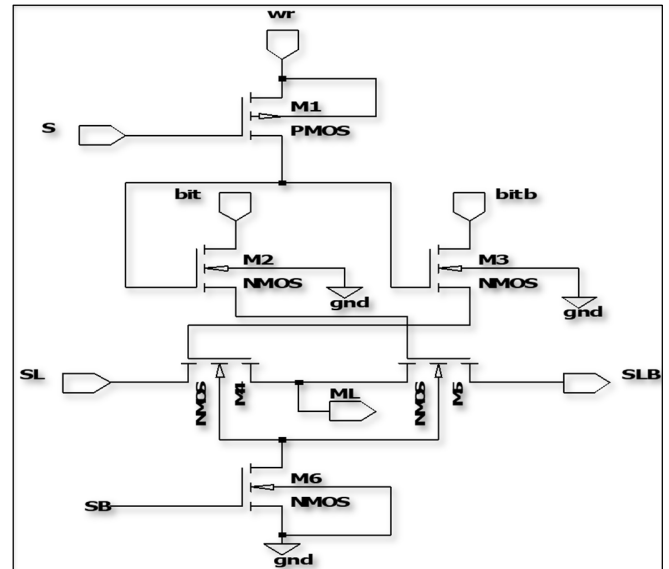 wr
M1
S
PMOS
bit
bitb
M2
M3
NMOS
NMOS
gnd
gnd
SL
NMOS
M4
ML
NMOS
M5
SLB
M6
SB
NMOS
gnd